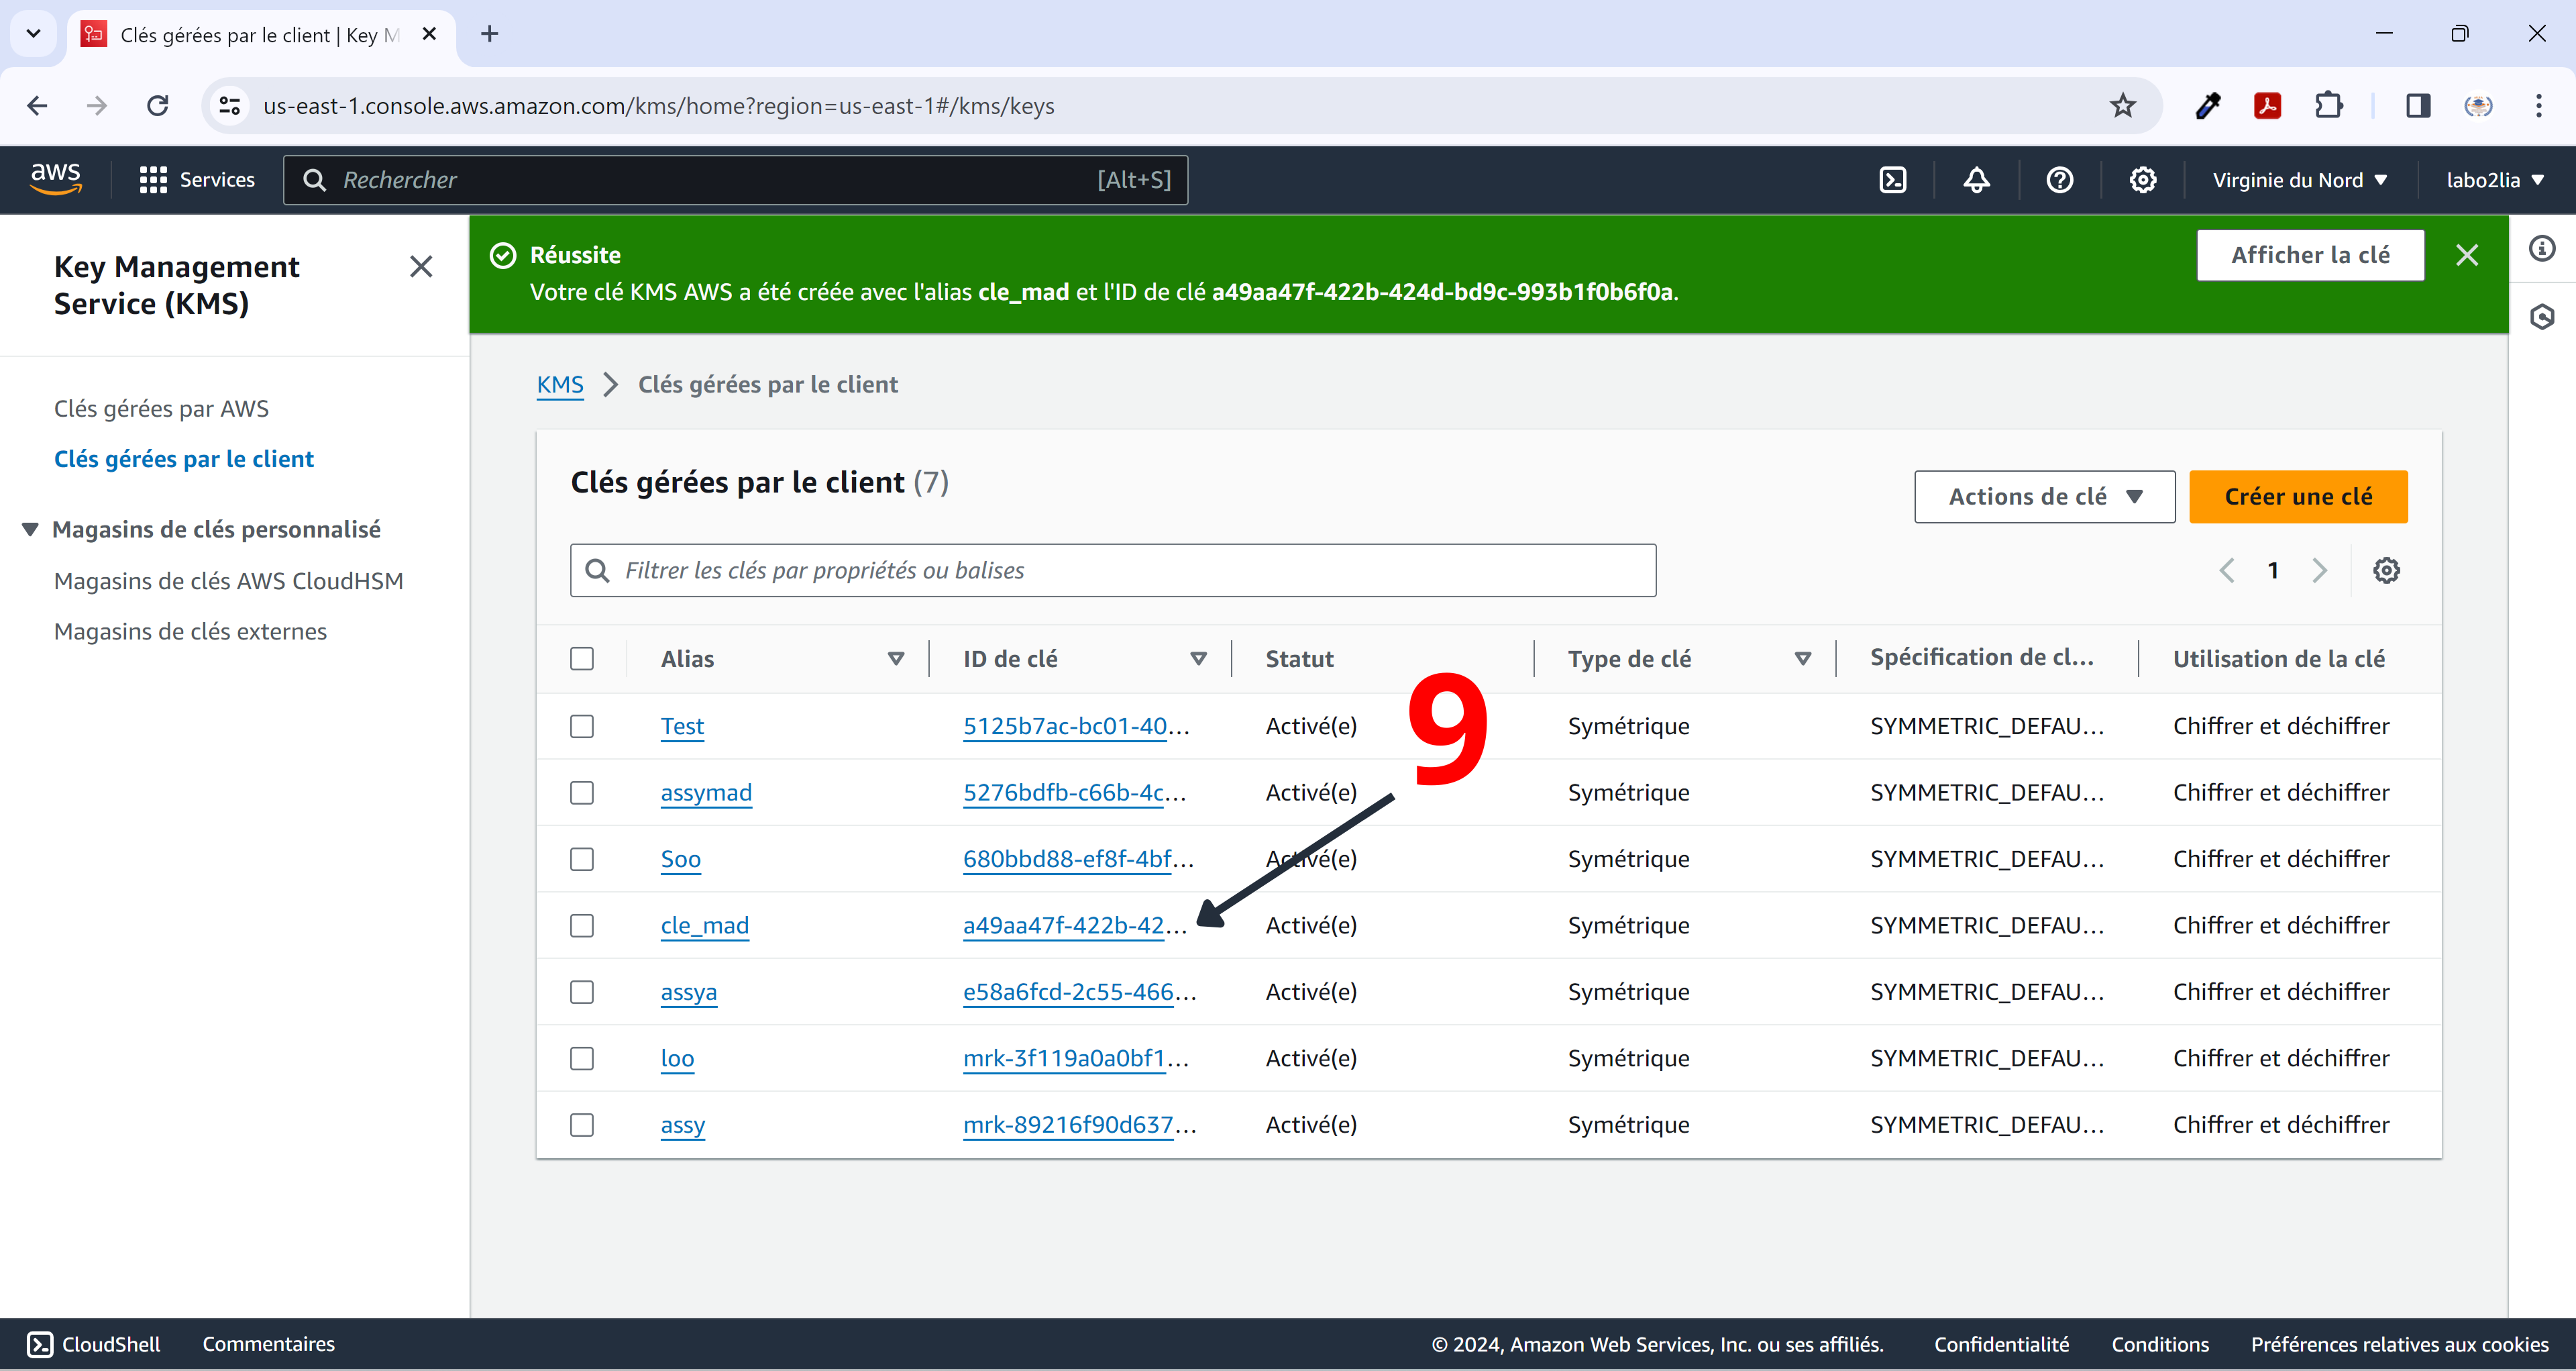 Clés gérées par le client | Key M
us-east-1.console.aws.amazon.com/kms/home?region=us-east-1#/kms/keys
aws
Services
Rechercher
[Alt+S]
Virginie du Nord
labo2lia
Key Management
Service (KMS)
Clés gérées par AWS
Clés gérées par le client
Magasins de clés personnalisé
Magasins de clés AWS CloudHSM
Magasins de clés externes
Réussite
Votre clé KMS AWS a été créée avec l'alias cle_mad et l'ID de clé a49aa47f-422b-424d-bd9c-993b1f0b6f0a.
Afficher la clé
KMS > Clés gérées par le client
Clés gérées par le client (7)
Actions de clé
Créer une clé
Filtrer les clés par propriétés ou balises
1
Alias ID de clé Statut Type de clé Spécification de cl... Utilisation de la clé
9
Test 5125b7ac-bc01-40... Activé(e) Symétrique SYMMETRIC_DEFAU... Chiffrer et déchiffrer
assymad 5276bdfb-c66b-4c... Activé(e) Symétrique SYMMETRIC_DEFAU... Chiffrer et déchiffrer
Soo 680bbd88-ef8f-4bf... Activé(e) Symétrique SYMMETRIC_DEFAU... Chiffrer et déchiffrer
cle_mad a49aa47f-422b-42... Activé(e) Symétrique SYMMETRIC_DEFAU... Chiffrer et déchiffrer
assya e58a6fcd-2c55-466... Activé(e) Symétrique SYMMETRIC_DEFAU... Chiffrer et déchiffrer
loo mrk-3f119a0a0bf1... Activé(e) Symétrique SYMMETRIC_DEFAU... Chiffrer et déchiffrer
assy mrk-89216f90d637... Activé(e) Symétrique SYMMETRIC_DEFAU... Chiffrer et déchiffrer
CloudShell Commentaires © 2024, Amazon Web Services, Inc. ou ses affiliés. Confidentialité Conditions Préférences relatives aux cookies